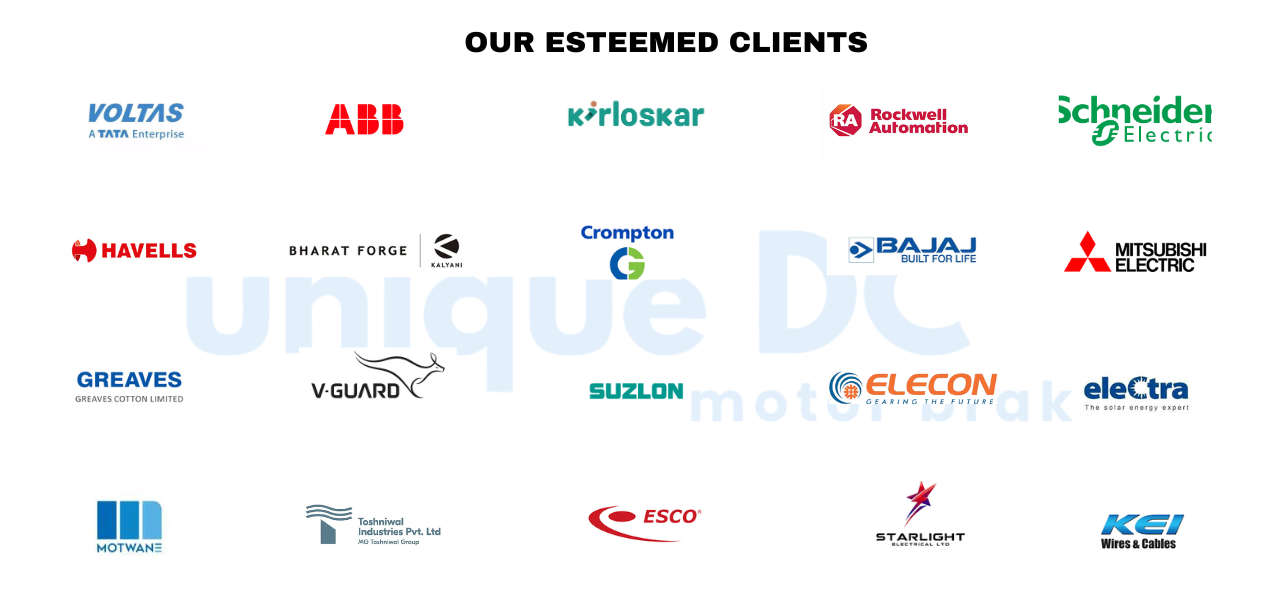 OUR ESTEEMED CLIENTS
VOLTAS
A TATA Enterprise
ABB
kirloskar
RA Rockwell
Automation
Schneider
Electric
HAVELLS
BHARAT FORGE
KALYANI
Crompton
CG
BAJAJ
BUILT FOR LIFE
MITSUBISHI
ELECTRIC
unique DC
motor brak
GREAVES
GREAVES COTTON LIMITED
V-GUARD
SUZLON
ELECON
GEARING THE FUTURE
eleCtra
The solar energy expert
MOTWANE
Toshniwal
Industries Pvt. Ltd
MG Toshniwal Group
ESCO®
STARLIGHT
ELECTRICAL LTD
KEI
Wires & Cables